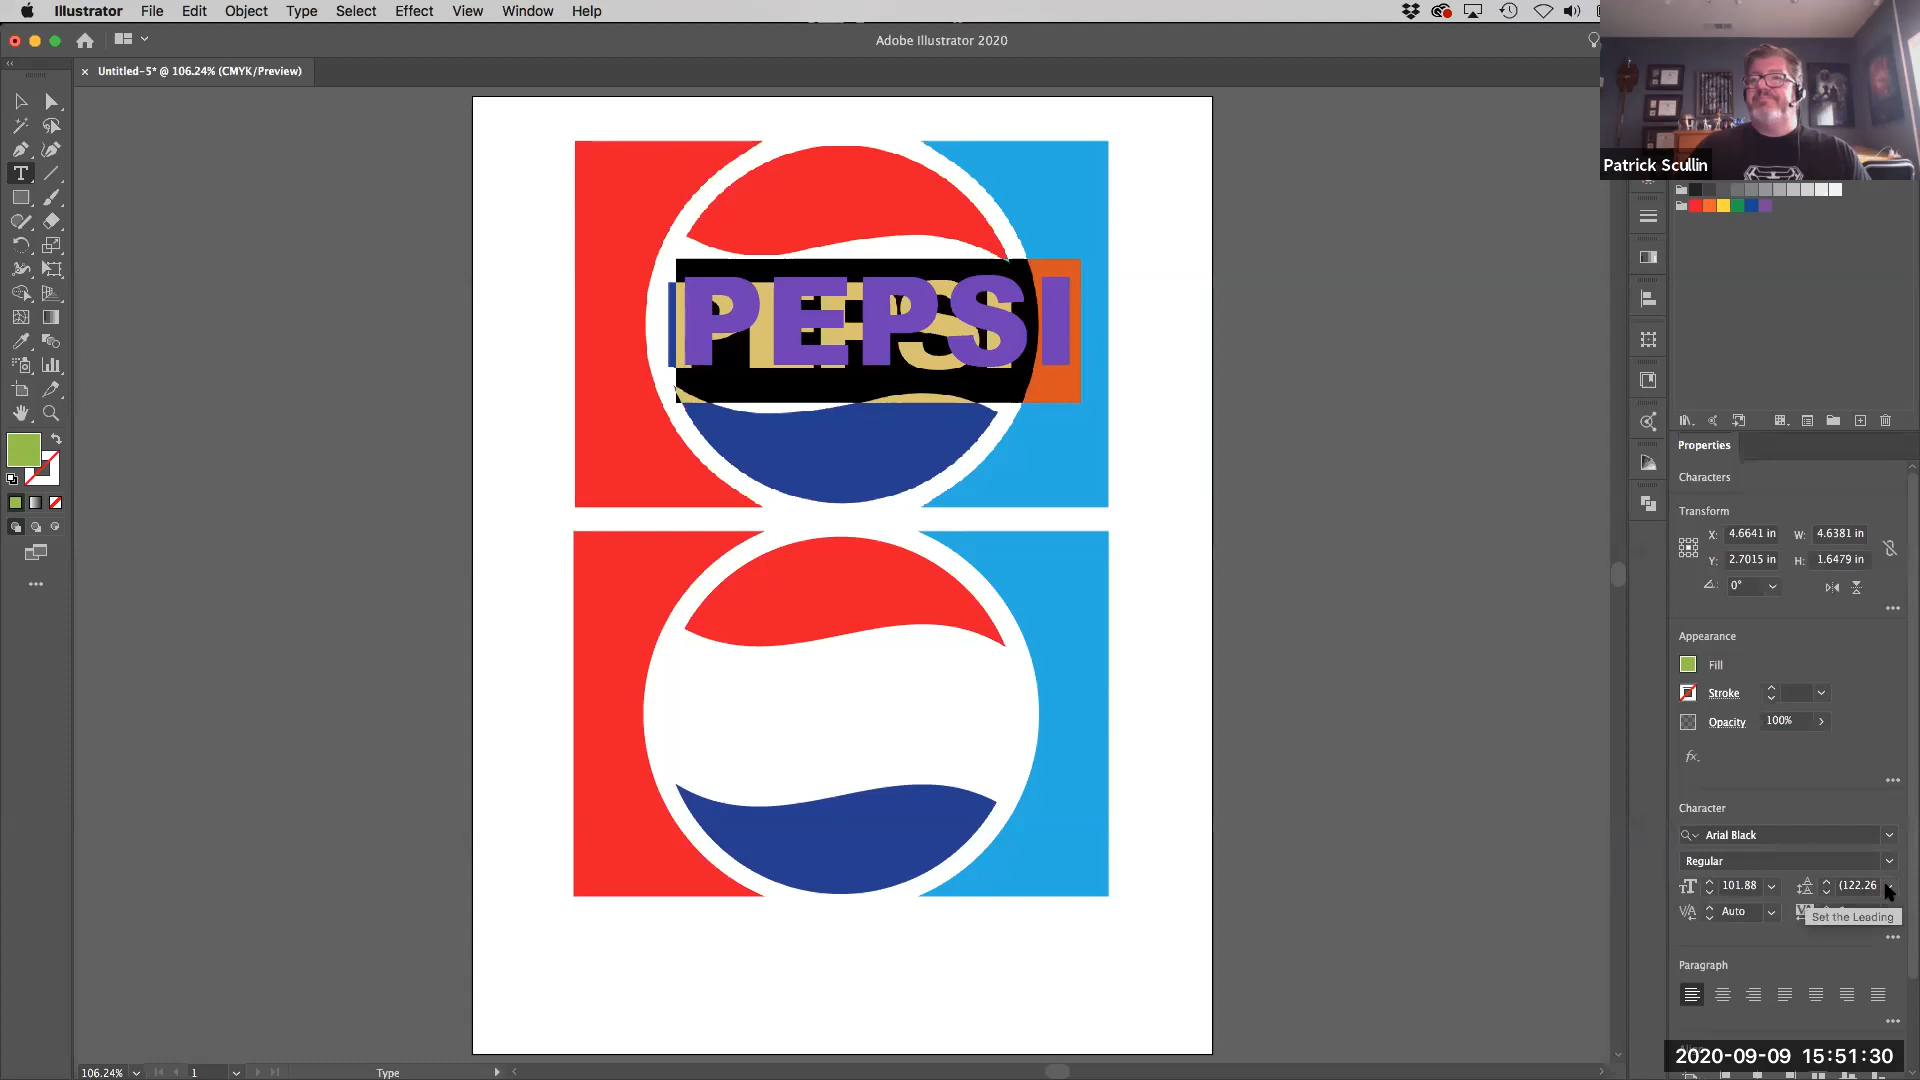 Illustrator File Edit Object Type Select Effect View Window Help
Adobe Illustrator 2020
× Untitled-5* @ 106.24% (CMYK/Preview)
Patrick Scullin
PEPSI
Properties
Characters
Transform
X: 4.6641 in W: 4.6381 in
Y: 2.7015 in H: 1.6479 in
0°
Appearance
Fill
Stroke
Opacity 100%
fx.
Character
Arial Black
Regular
101.88 (122.26
Auto
Set the Leading
Paragraph
2020-09-09 15:51:30
106.24% 1 Type